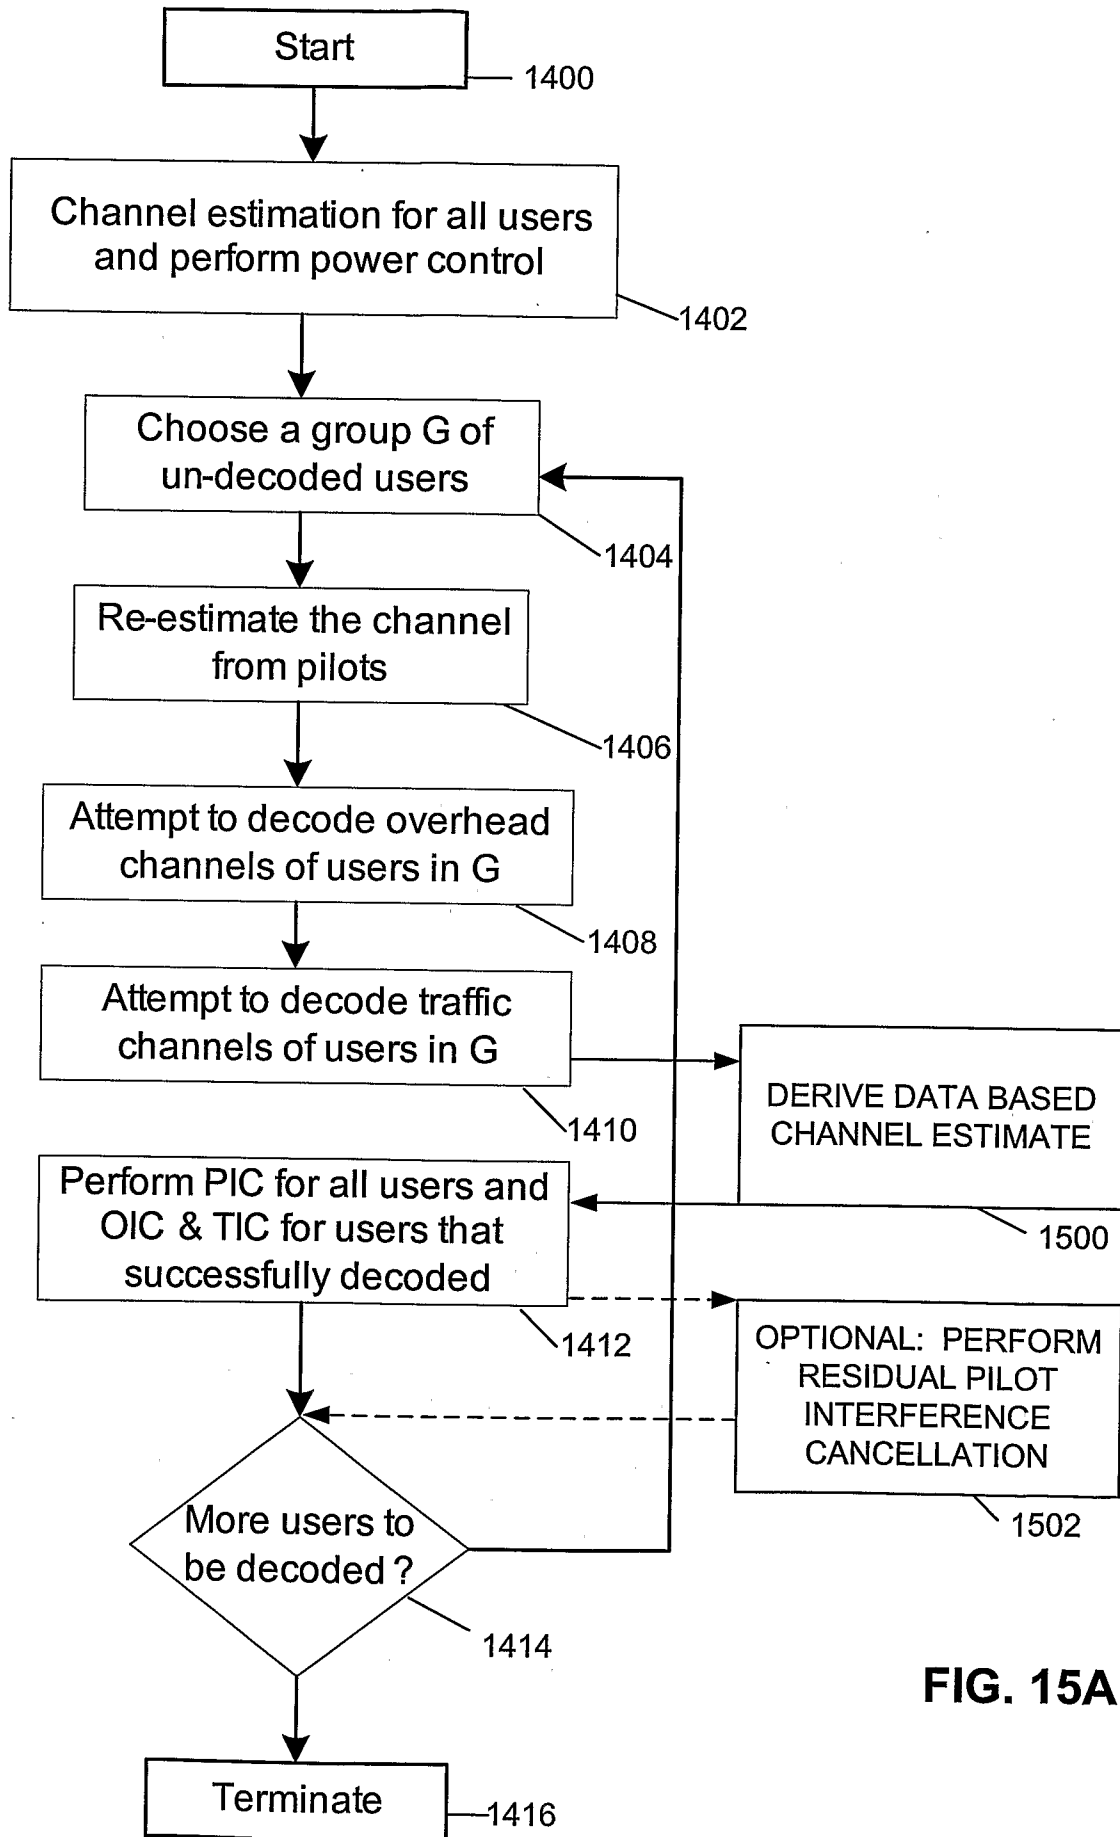 Start
1400
Channel estimation for all users
and perform power control
1402
Choose a group G of
un-decoded users
1404
Re-estimate the channel
from pilots
1406
Attempt to decode overhead
channels of users in G
1408
Attempt to decode traffic
channels of users in G
1410
DERIVE DATA BASED
CHANNEL ESTIMATE
1500
Perform PIC for all users and
OIC & TIC for users that
successfully decoded
1412
OPTIONAL: PERFORM
RESIDUAL PILOT
INTERFERENCE
CANCELLATION
1502
More users to
be decoded ?
1414
Terminate
1416
FIG. 15A